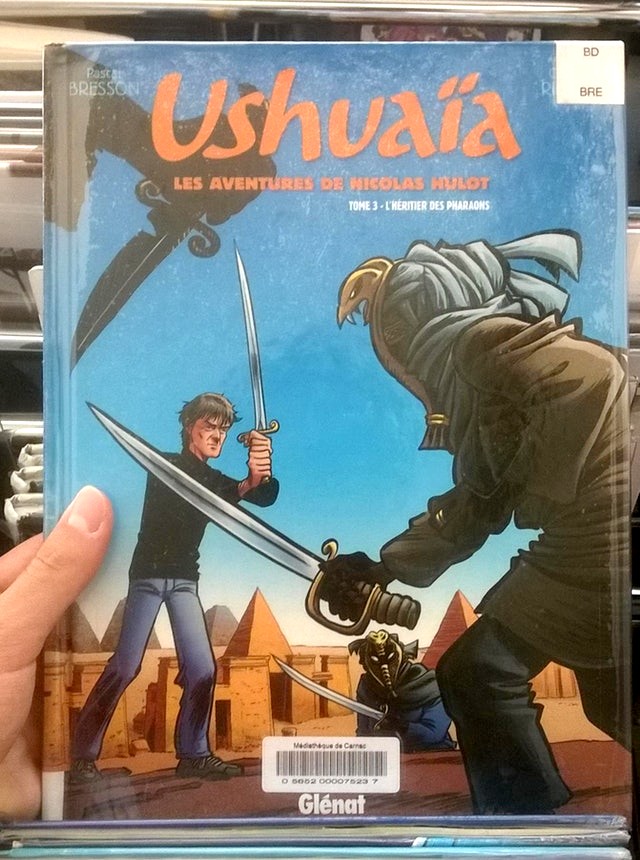 Pascal
BRESSON
BD
BRE
Ushuaïa
LES AVENTURES DE NICOLAS HULOT
TOME 3 - L'HÉRITIER DES PHARAONS
Médiathèque de Carnac
0 5652 00007523 7
Glénat